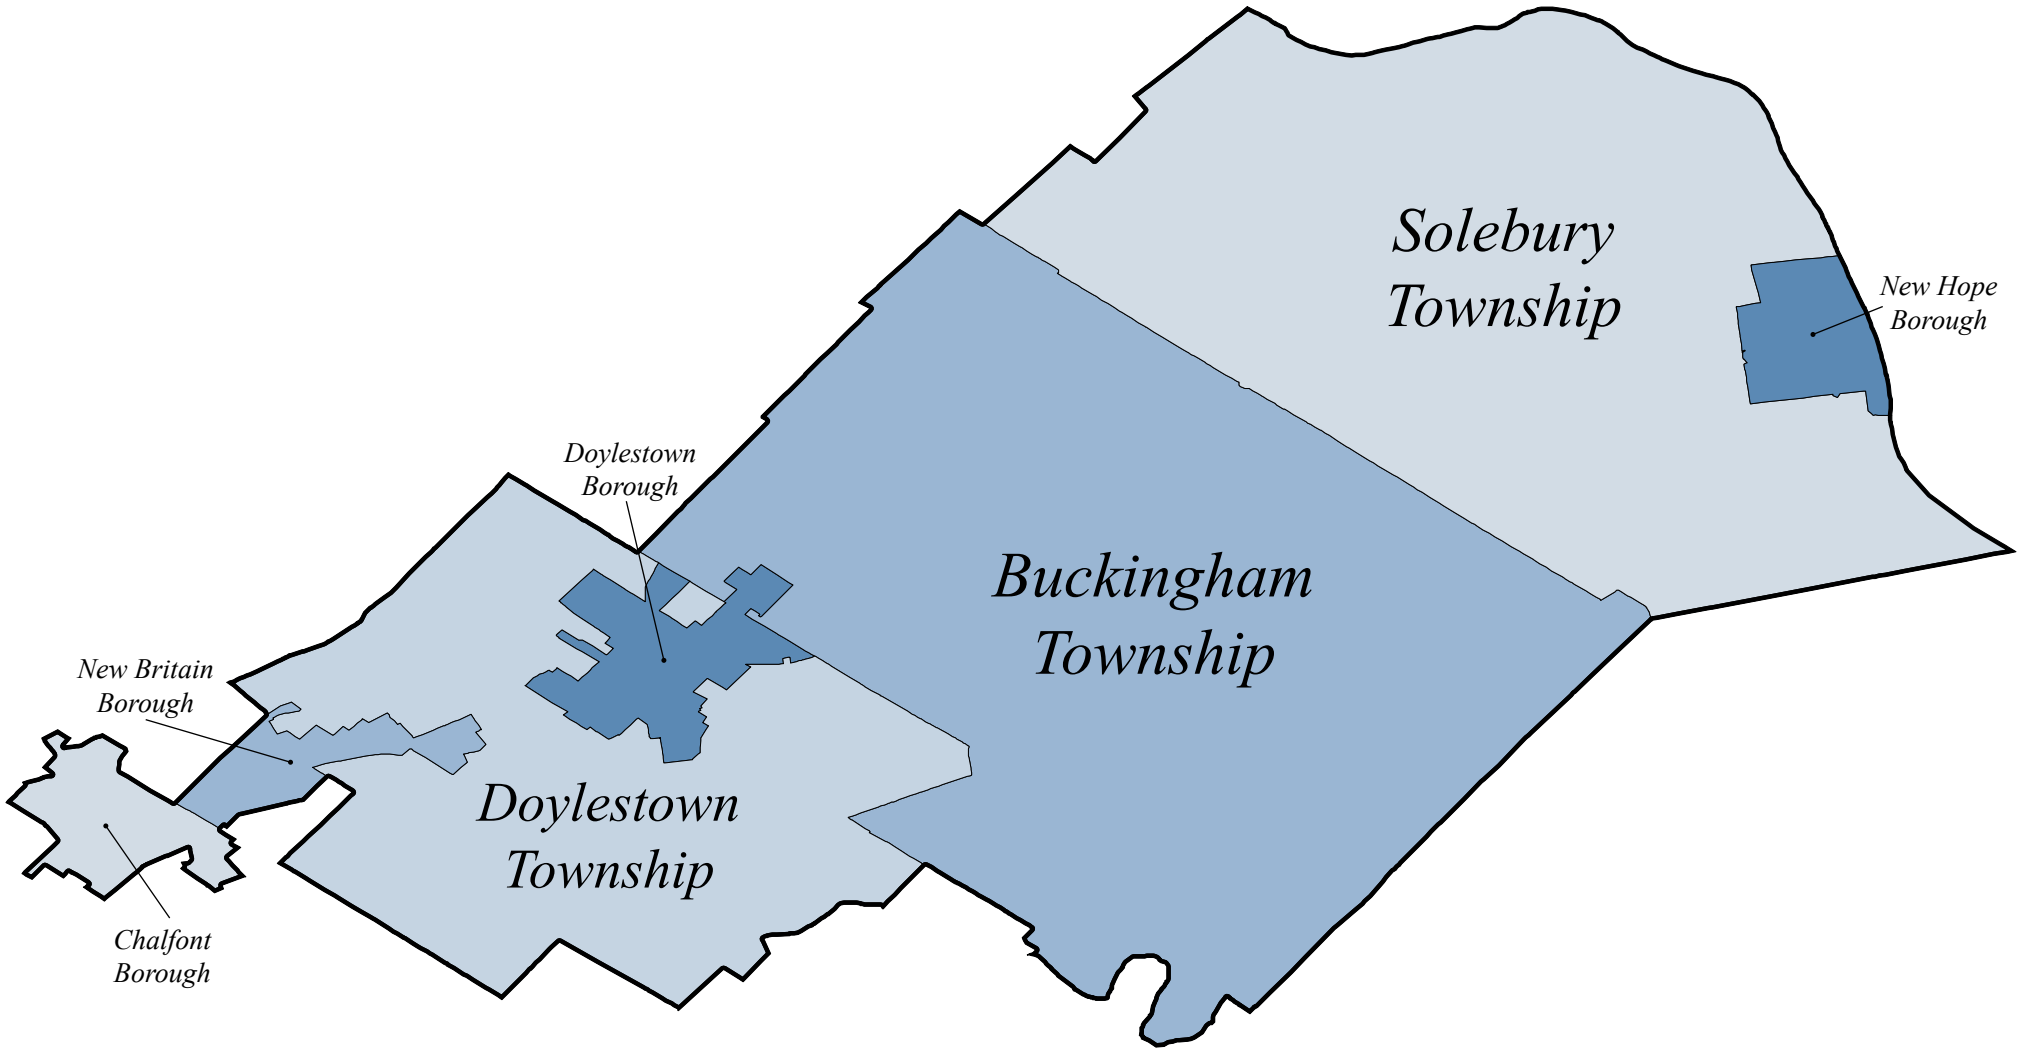 Solebury
Township
New Hope
Borough
Doylestown
Borough
Buckingham
Township
New Britain
Borough
Doylestown
Township
Chalfont
Borough